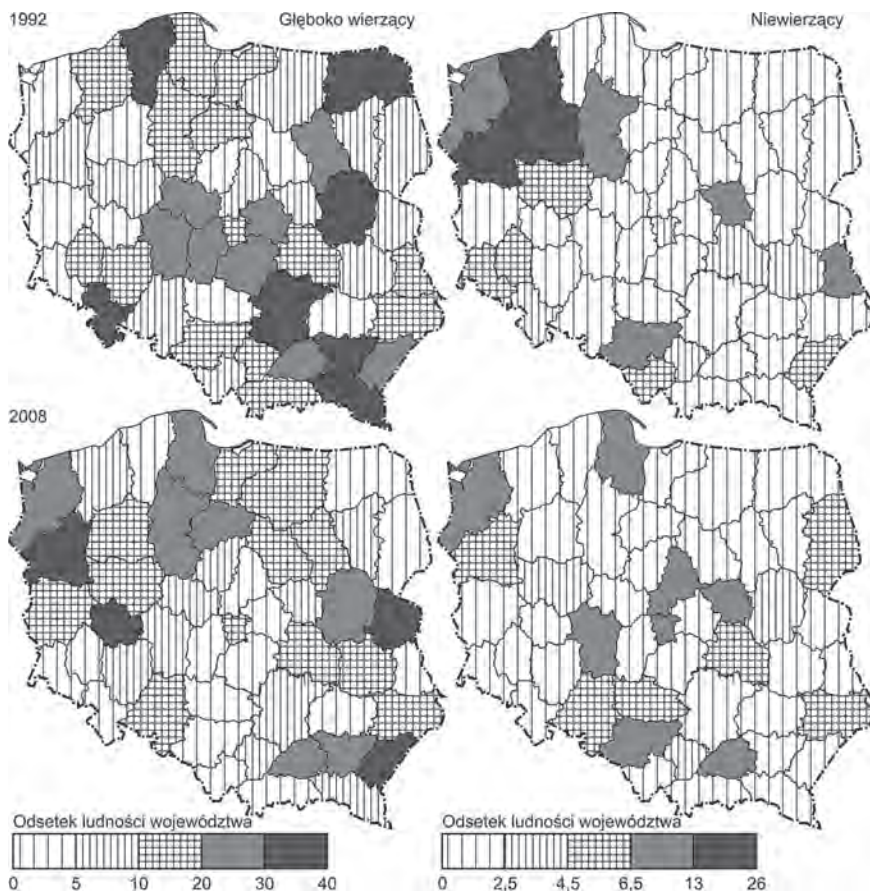 1992 Głęboko wierzący Niewierzący
2008
Odsetek ludności województwa Odsetek ludności województwa
0 5 10 20 30 40 0 2,5 4,5 6,5 13 26